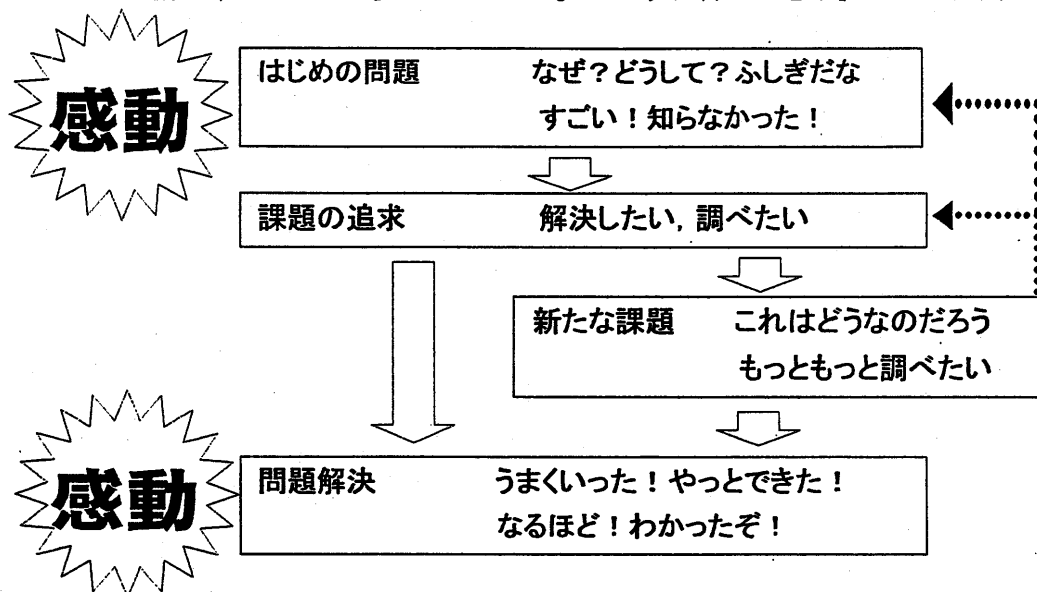 感動
はじめの問題 なぜ？どうして？ふしぎだな
すごい！知らなかった！
課題の追求 解決したい，調べたい
新たな課題 これはどうなのだろう
もっともっと調べたい
感動
問題解決 うまくいった！やっとできた！
なるほど！わかったぞ！